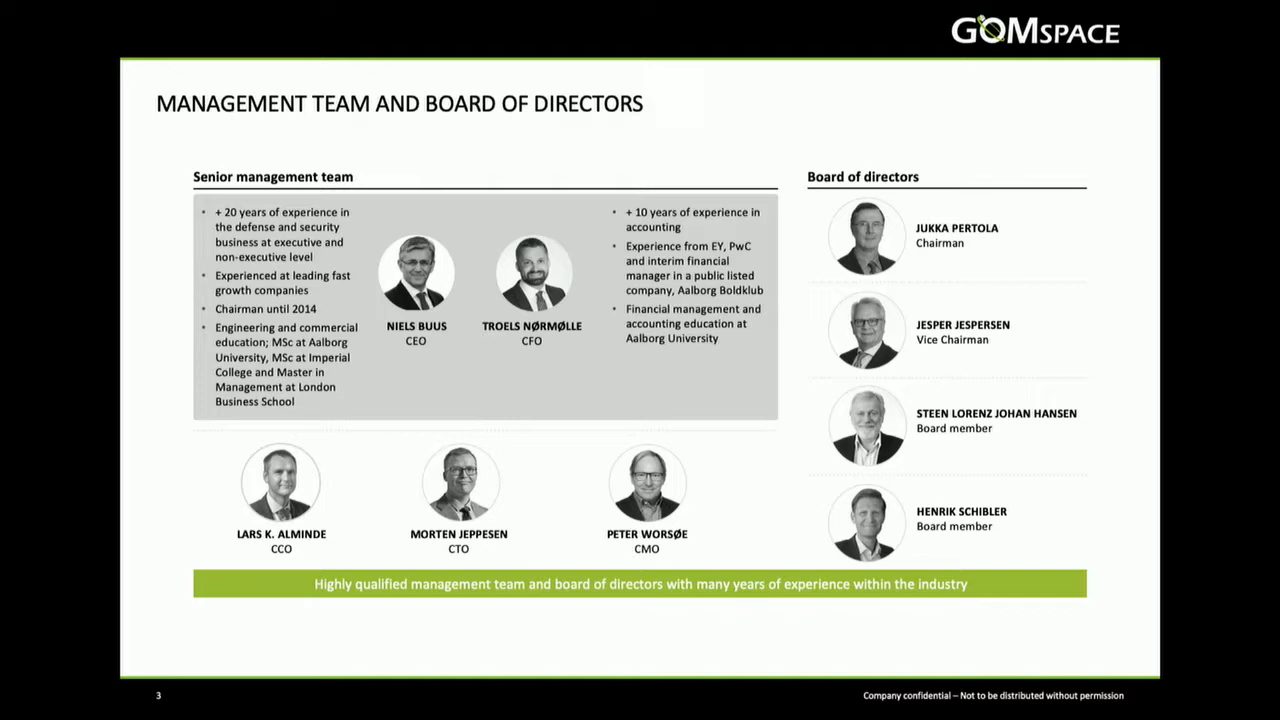 GOMSPACE
MANAGEMENT TEAM AND BOARD OF DIRECTORS
Senior management team
• + 20 years of experience in
the defense and security
business at executive and
non-executive level
• Experienced at leading fast
growth companies
• Chairman until 2014
• Engineering and commercial
education; MSc at Aalborg
University, MSc at Imperial
College and Master in
Management at London
Business School
NIELS BUUS
CEO
TROELS NØRMØLLE
CFO
• + 10 years of experience in
accounting
• Experience from EY, PwC
and interim financial
manager in a public listed
company, Aalborg Boldklub
• Financial management and
accounting education at
Aalborg University
LARS K. ALMINDE
CCO
MORTEN JEPPESEN
CTO
PETER WORSØE
CMO
Board of directors
JUKKA PERTOLA
Chairman
JESPER JESPERSEN
Vice Chairman
STEEN LORENZ JOHAN HANSEN
Board member
HENRIK SCHIBLER
Board member
Highly qualified management team and board of directors with many years of experience within the industry
3
Company confidential – Not to be distributed without permission